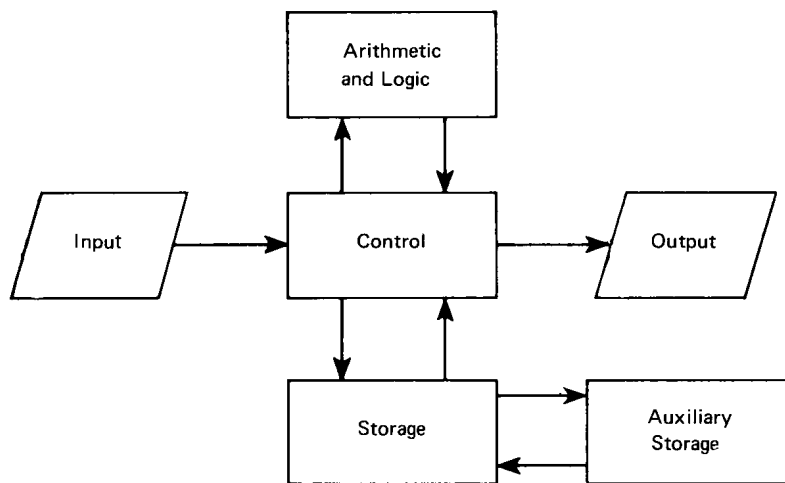 Arithmetic
and Logic
Input
Control
Output
Storage
Auxiliary
Storage